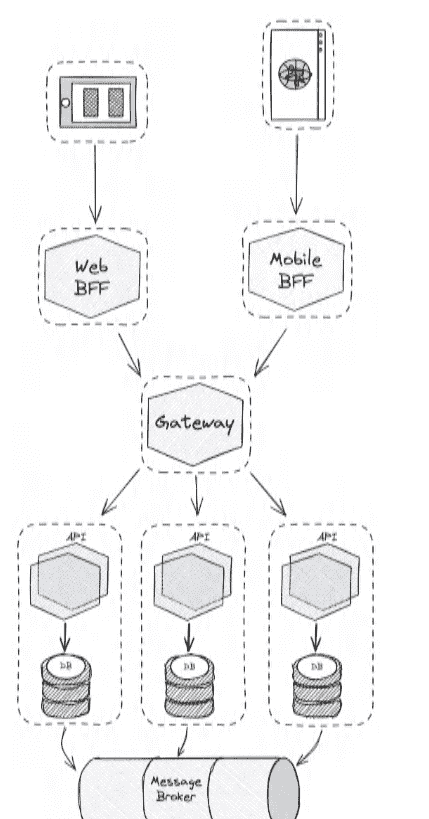 Web
BFF
Mobile
BFF
Gateway
API
API
API
DB
DB
DB
Message
Broker